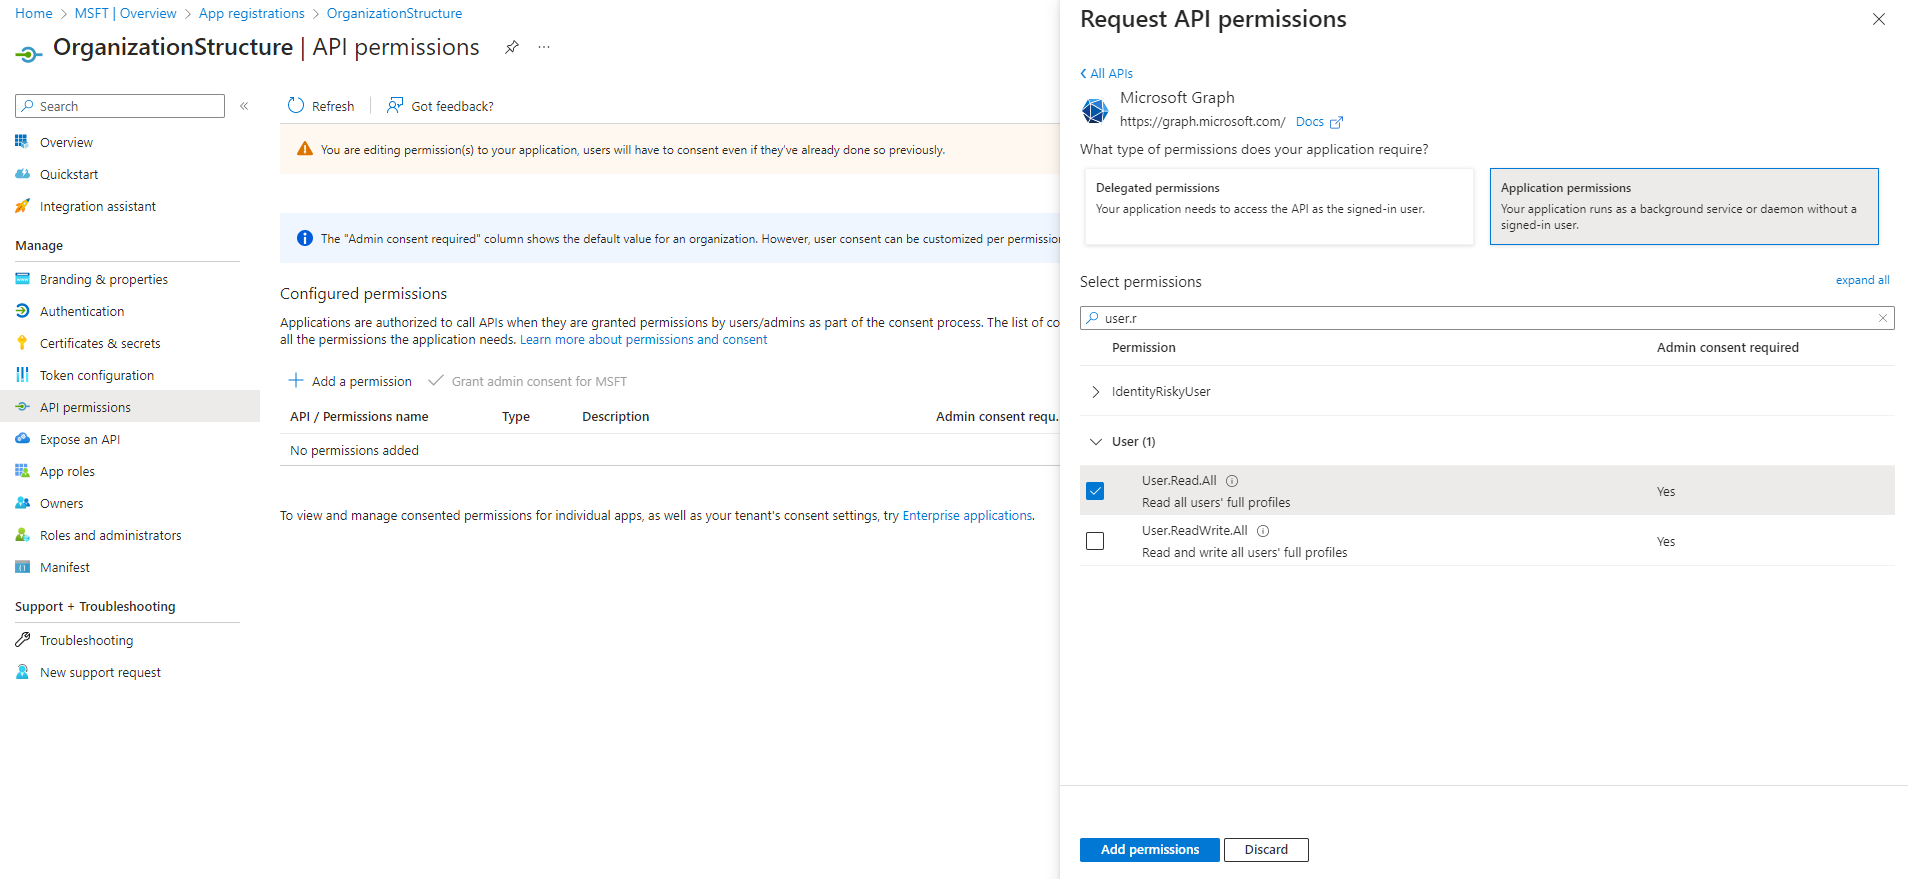 Home > MSFT | Overview > App registrations > OrganizationStructure
OrganizationStructure | API permissions
Search
Overview
Quickstart
Integration assistant
Manage
Branding & properties
Authentication
Certificates & secrets
Token configuration
API permissions
Expose an API
App roles
Owners
Roles and administrators
Manifest
Support + Troubleshooting
Troubleshooting
New support request
Refresh
Got feedback?
You are editing permission(s) to your application, users will have to consent even if they've already done so previously.
The "Admin consent required" column shows the default value for an organization. However, user consent can be customized per permission
Configured permissions
Applications are authorized to call APIs when they are granted permissions by users/admins as part of the consent process. The list of co
all the permissions the application needs. Learn more about permissions and consent
Add a permission
Grant admin consent for MSFT
API / Permissions name Type Description Admin consent requ.
No permissions added
To view and manage consented permissions for individual apps, as well as your tenant's consent settings, try Enterprise applications.
Request API permissions
All APIs
Microsoft Graph
https://graph.microsoft.com/ Docs
What type of permissions does your application require?
Delegated permissions
Your application needs to access the API as the signed-in user.
Application permissions
Your application runs as a background service or daemon without a
signed-in user.
Select permissions
expand all
user.r
Permission Admin consent required
IdentityRiskyUser
User (1)
User.Read.All
Read all users' full profiles
Yes
User.ReadWrite.All
Read and write all users' full profiles
Yes
Add permissions
Discard